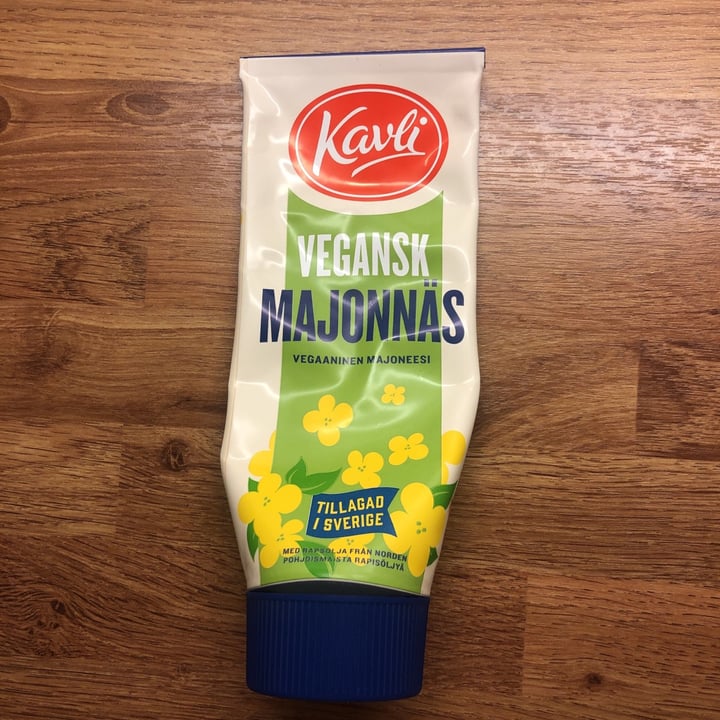 Kavli
VEGANSK
MAJONNÄS
VEGAANINEN MAJONEESI
TILLAGAD
I SVERIGE
MED RAPSOLJA FRÅN NORDEN
POHJOISMAISTA RAPSIÖLJYÄ